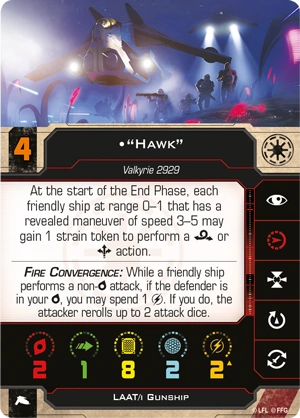 4
•“Hawk”
Valkyrie 2929
At the start of the End Phase, each
friendly ship at range 0–1 that has a
revealed maneuver of speed 3–5 may
gain 1 strain token to perform a or
action.
Fire Convergence: While a friendly ship
performs a non- attack, if the defender is
in your , you may spend 1 . If you do, the
attacker rerolls up to 2 attack dice.
2 1 8 2 2
LAAT/i Gunship
©LFL ©FFG